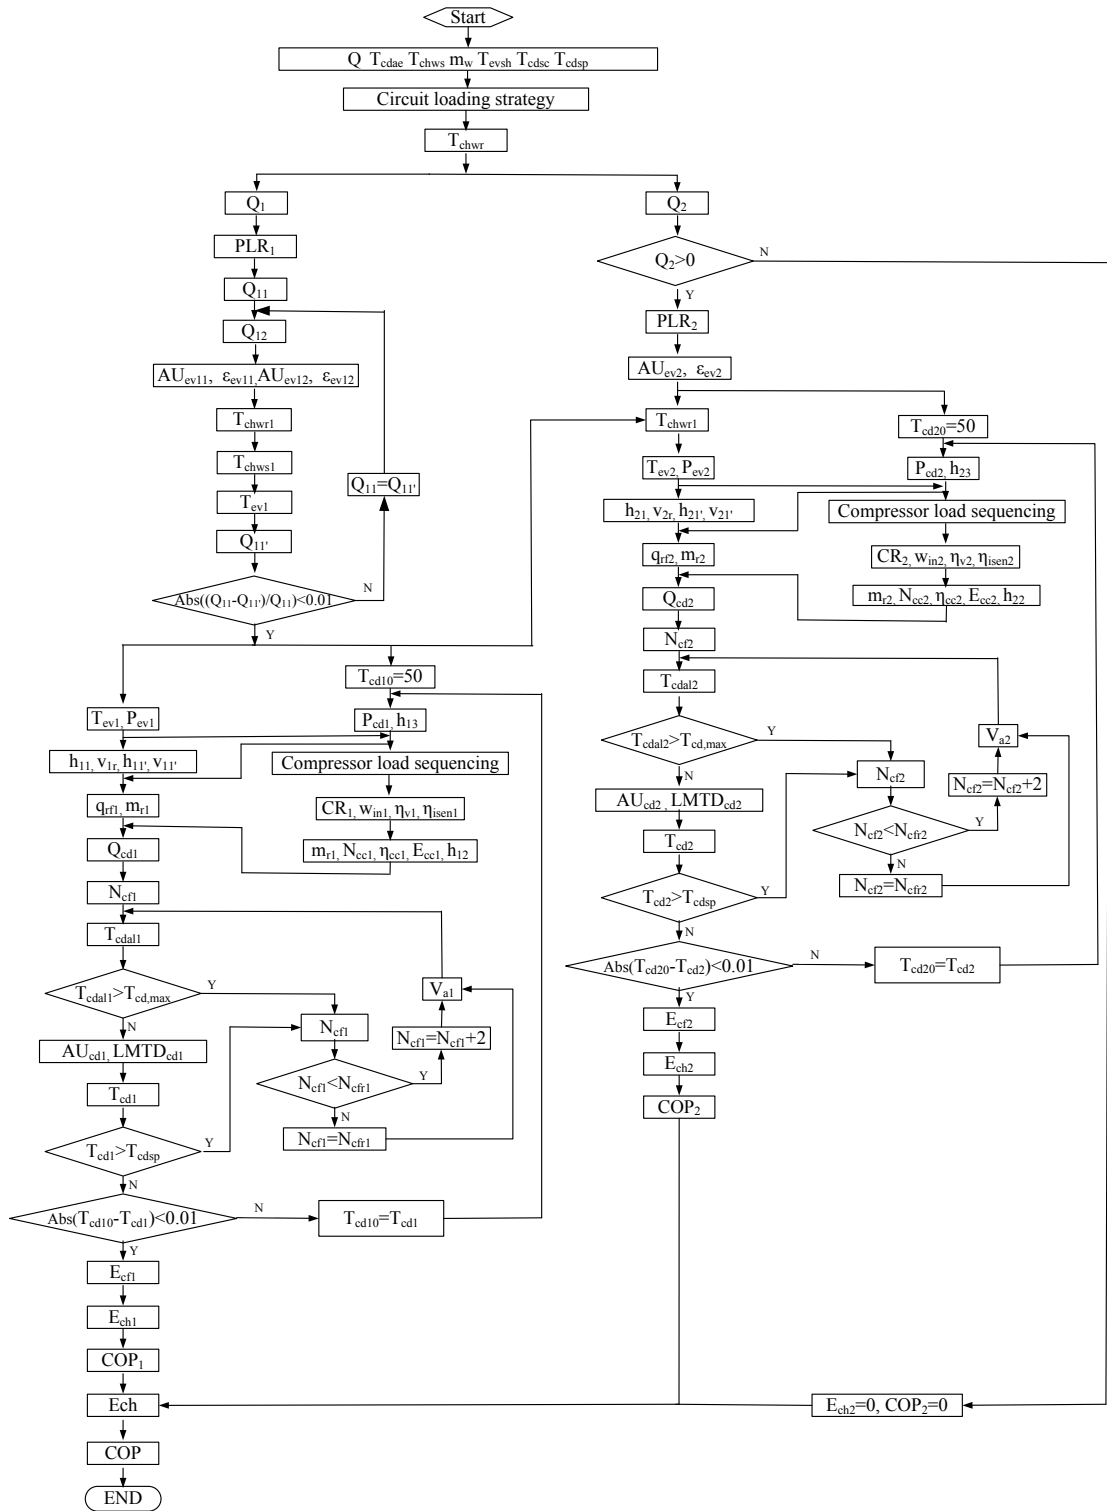 Start
Q T_cdae T_chws m_w T_evsh T_cdsc T_cdsp
Circuit loading strategy
T_chwr
Q_1
PLR_1
Q_11
Q_12
AU_ev11, ε_ev11, AU_ev12, ε_ev12
T_chwr1
T_chws1
T_ev1
Q_11'
Abs((Q_11-Q_11')/Q_11)<0.01
N
Q_11=Q_11'
Y
T_ev1, P_ev1
h_11, v_1r, h_11', v_11'
q_rf1, m_r1
Q_cd1
N_cf1
T_cdal1
T_cdal1>T_cd,max
Y
N
AU_cd1, LMTD_cd1
T_cd1
T_cd1>T_cdsp
Y
N
Abs(T_cd10-T_cd1)<0.01
N
T_cd10=T_cd1
Y
E_cf1
E_ch1
COP_1
Ech
COP
END
T_cd10=50
P_cd1, h_13
Compressor load sequencing
CR_1, w_in1, η_v1, η_isen1
m_r1, N_cc1, η_cc1, E_cc1, h_12
V_a1
N_cf1
N_cf1=N_cf1+2
N_cf1<N_cfr1
Y
N
N_cf1=N_cfr1
Q_2
Q_2>0
N
Y
PLR_2
AU_ev2, ε_ev2
T_chwr1
T_ev2, P_ev2
h_21, v_2r, h_21', v_21'
q_rf2, m_r2
Q_cd2
N_cf2
T_cdal2
T_cdal2>T_cd,max
Y
N
AU_cd2, LMTD_cd2
T_cd2
T_cd2>T_cdsp
Y
N
Abs(T_cd20-T_cd2)<0.01
N
T_cd20=T_cd2
Y
E_cf2
E_ch2
COP_2
T_cd20=50
P_cd2, h_23
Compressor load sequencing
CR_2, w_in2, η_v2, η_isen2
m_r2, N_cc2, η_cc2, E_cc2, h_22
V_a2
N_cf2
N_cf2=N_cf2+2
N_cf2<N_cfr2
Y
N
N_cf2=N_cfr2
E_ch2=0, COP_2=0